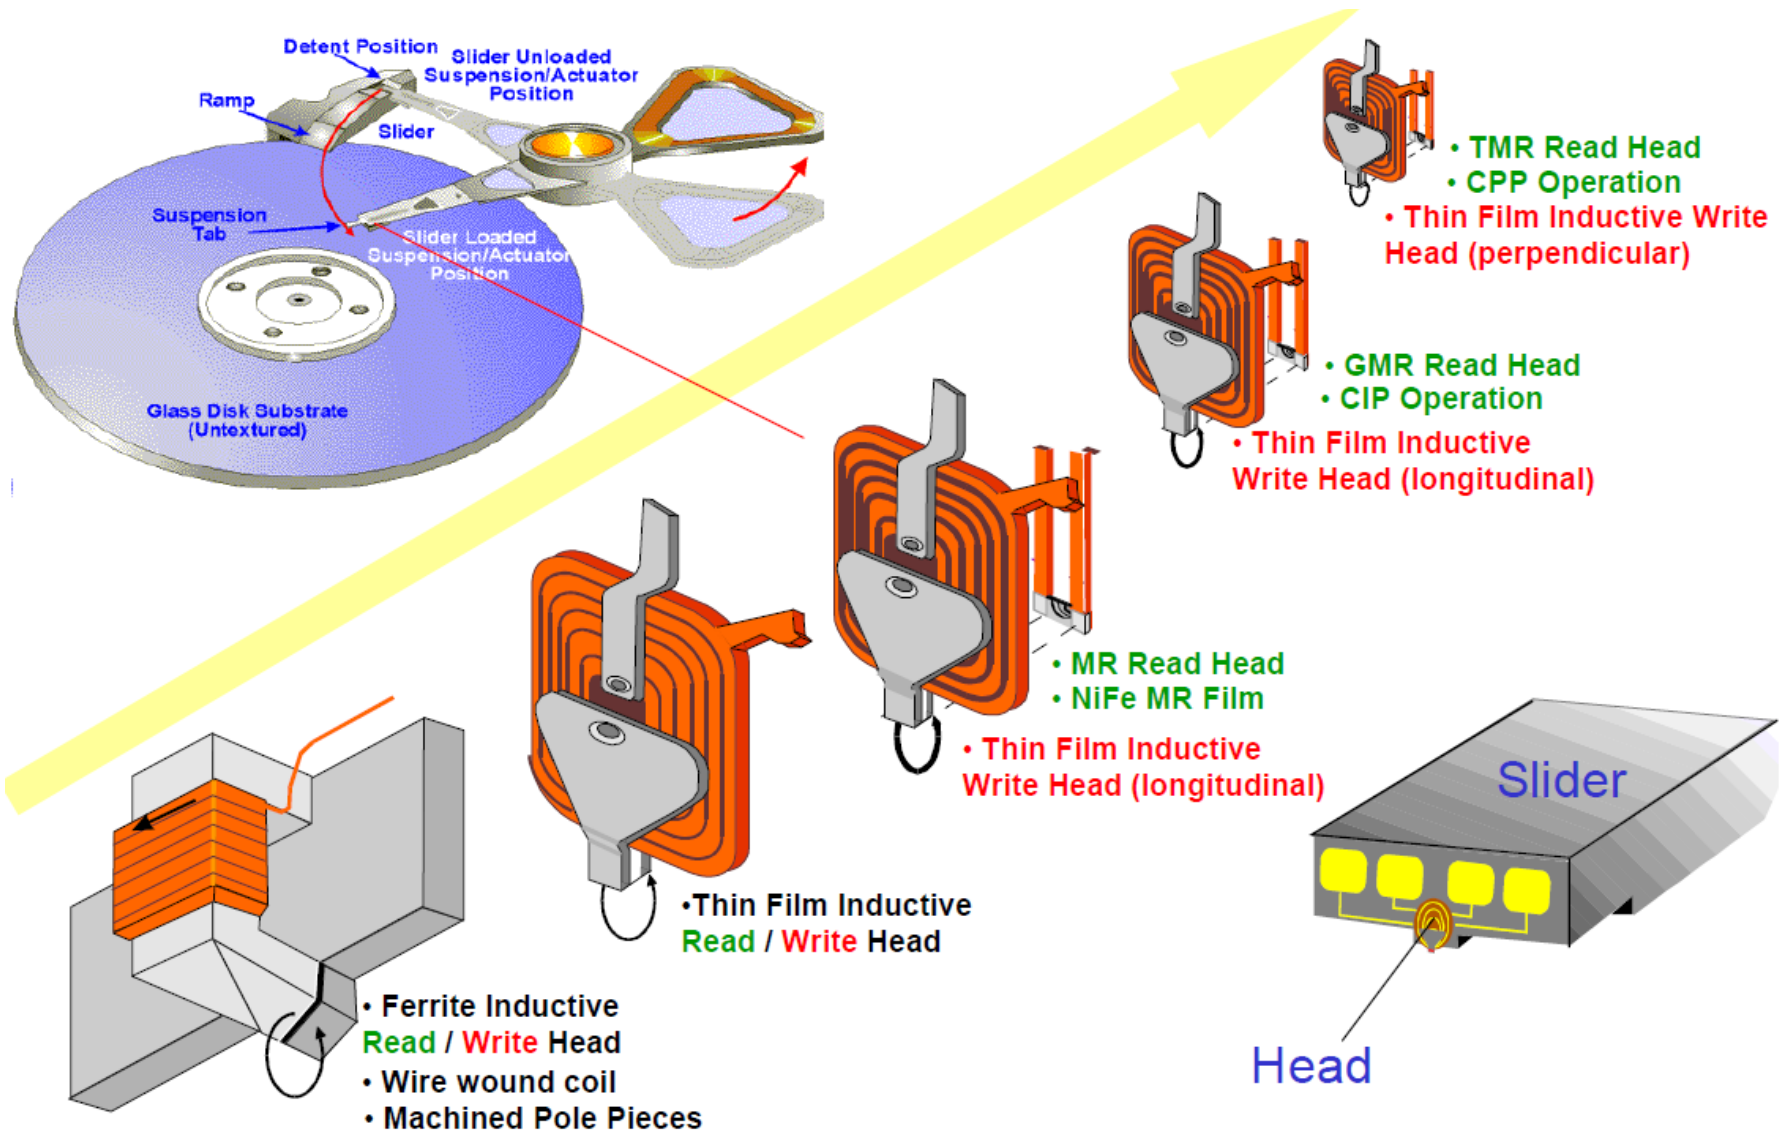 Detent Position
Slider Unloaded
Suspension/Actuator
Position
Ramp
Slider
Suspension
Tab
Slider Loaded
Suspension/Actuator
Position
Glass Disk Substrate
(Untextured)
• TMR Read Head
• CPP Operation
• Thin Film Inductive Write
Head (perpendicular)
• GMR Read Head
• CIP Operation
• Thin Film Inductive
Write Head (longitudinal)
• MR Read Head
• NiFe MR Film
• Thin Film Inductive
Write Head (longitudinal)
•Thin Film Inductive
Read / Write Head
• Ferrite Inductive
Read / Write Head
• Wire wound coil
• Machined Pole Pieces
Slider
Head